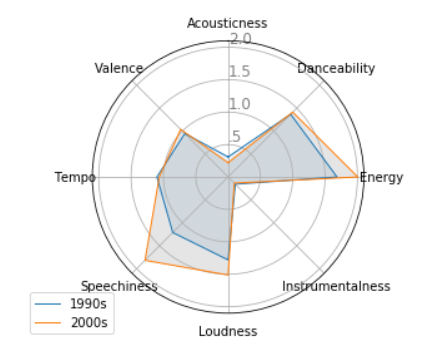 Acousticness
2.0
Valence
Danceability
1.5
1.0
.5
Tempo
Energy
Speechiness
Instrumentalness
Loudness
1990s
2000s